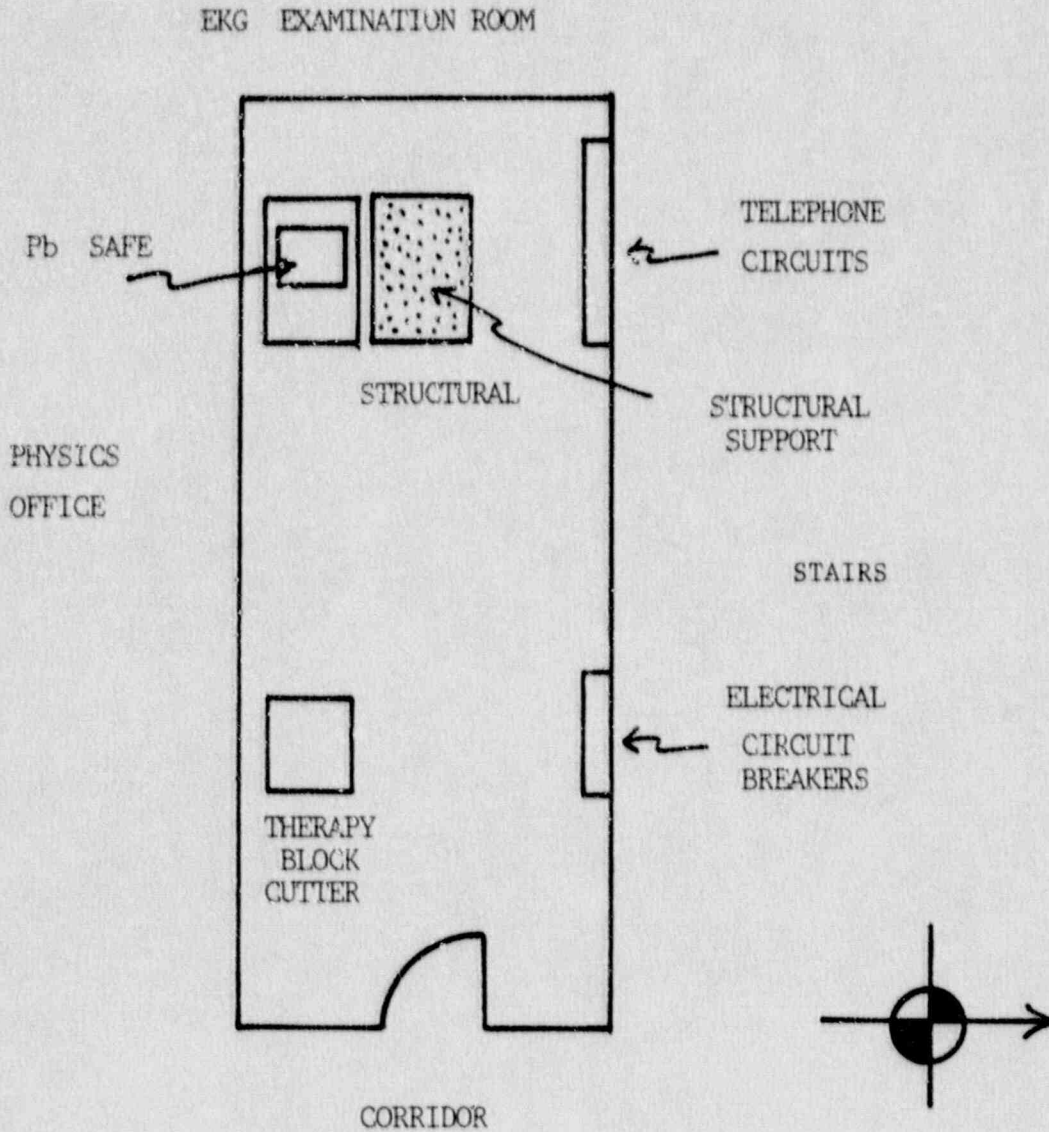 EKG EXAMINATION ROOM
Pb SAFE
TELEPHONE
CIRCUITS
STRUCTURAL
STRUCTURAL
SUPPORT
PHYSICS
OFFICE
STAIRS
ELECTRICAL
CIRCUIT
BREAKERS
THERAPY
BLOCK
CUTTER
CORRIDOR